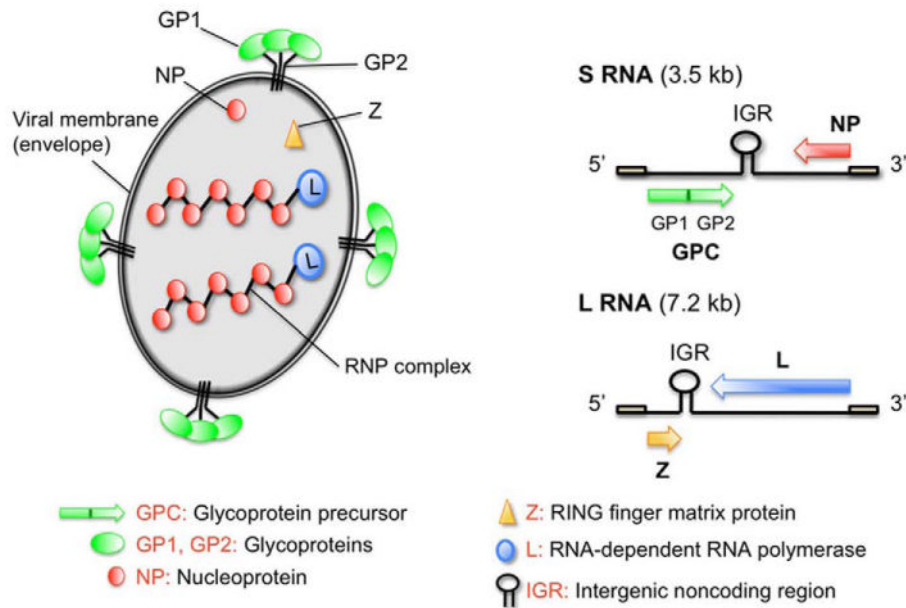 GP1
GP2
NP
Z
Viral membrane
(envelope)
L
L
RNP complex
S RNA (3.5 kb)
IGR
NP
5’
3’
GP1 GP2
GPC
L RNA (7.2 kb)
IGR
L
5’
3’
Z
GPC: Glycoprotein precursor
GP1, GP2: Glycoproteins
NP: Nucleoprotein
Z: RING finger matrix protein
L: RNA-dependent RNA polymerase
IGR: Intergenic noncoding region